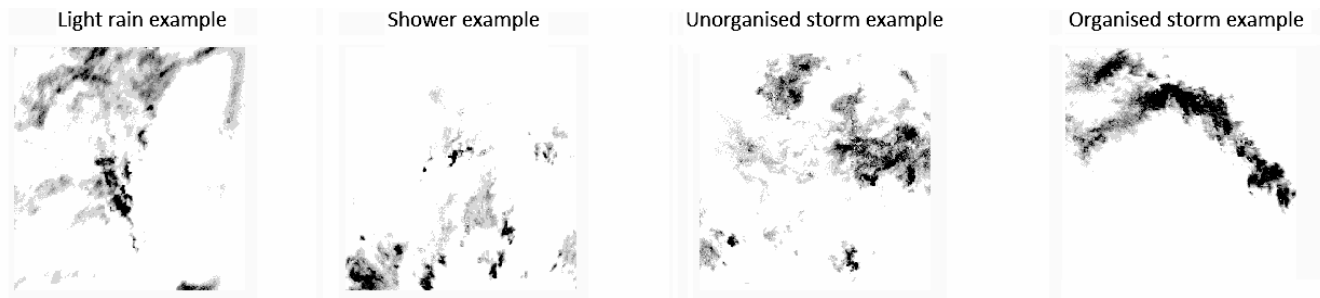 Light rain example
Shower example
Unorganised storm example
Organised storm example